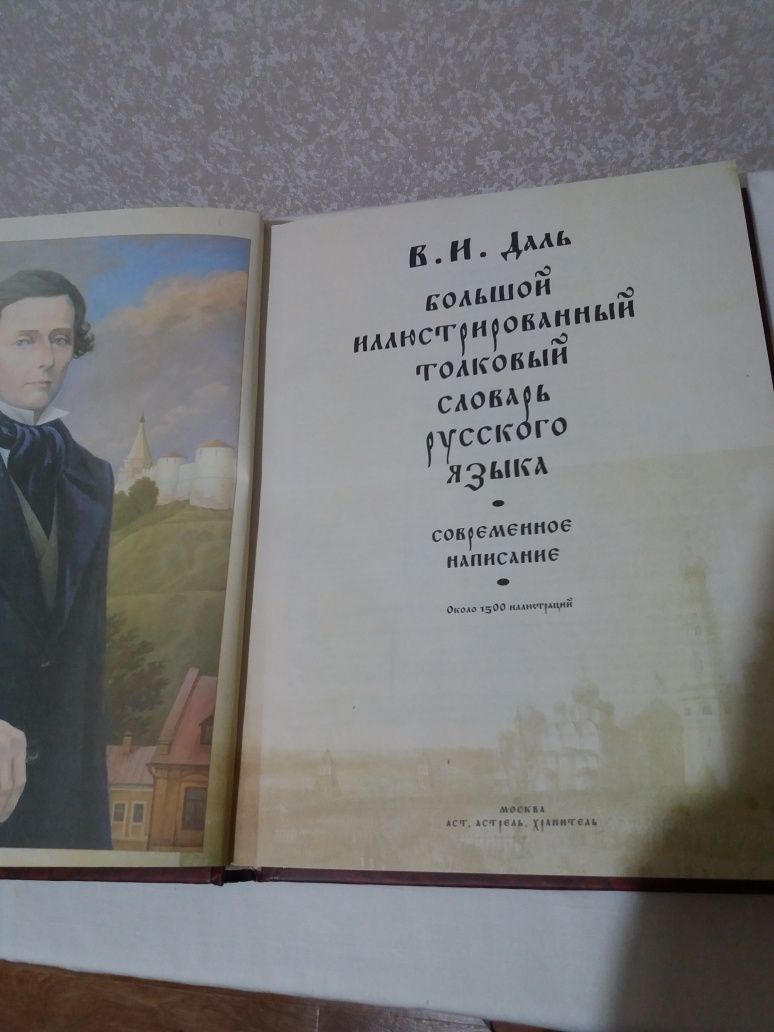 В. И. Даль
большой
иллюстрированный
толковый
словарь
русского
языка
современное
написание
Около 1500 иллюстраций
Москва
АСТ, Астрель, Хранитель